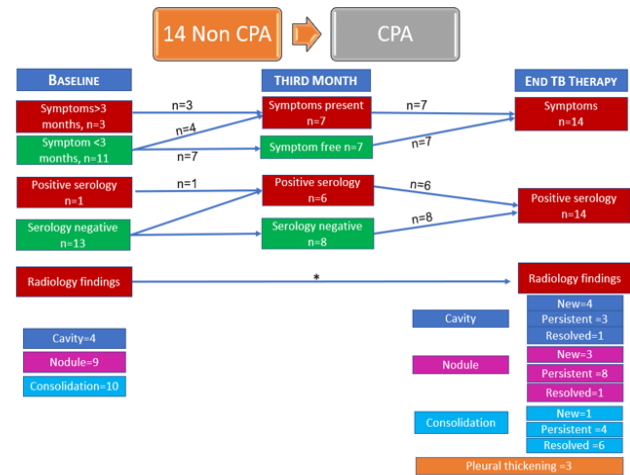 14 Non CPA
CPA
BASELINE
THIRD MONTH
END TB THERAPY
Symptoms>3
months, n=3
n=3
Symptoms present
n=7
n=7
Symptoms
n=14
n=4
Symptom <3
months, n=11
n=7
Symptom free n=7
n=7
Positive serology
n=1
n=1
Positive serology
n=6
n=6
Positive serology
n=14
Serology negative
n=13
Serology negative
n=8
n=8
Radiology findings
*
Radiology findings
Cavity=4
Nodule=9
Consolidation=10
Cavity
New=4
Persistent =3
Resolved=1
Nodule
New=3
Persistent =8
Resolved=1
Consolidation
New=1
Persistent =4
Resolved =6
Pleural thickening =3